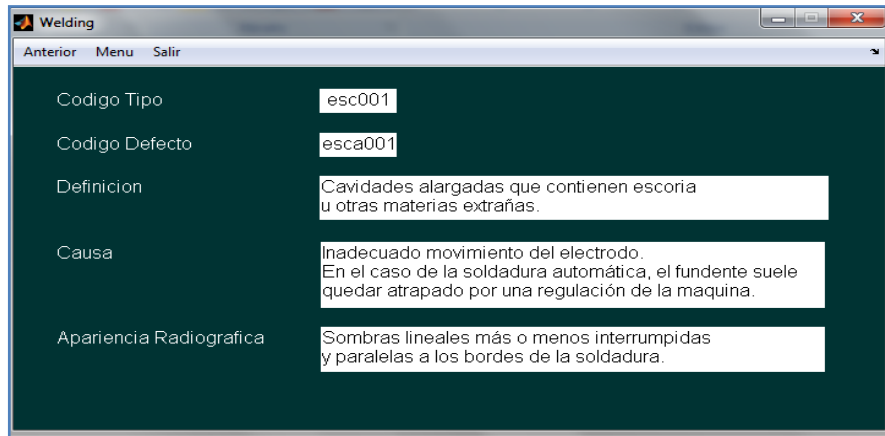 Welding
Anterior Menu Salir
Codigo Tipo esc001
Codigo Defecto esca001
Definicion Cavidades alargadas que contienen escoria
u otras materias extrañas.
Causa Inadecuado movimiento del electrodo.
En el caso de la soldadura automática, el fundente suele
quedar atrapado por una regulación de la maquina.
Apariencia Radiografica Sombras lineales más o menos interrumpidas
y paralelas a los bordes de la soldadura.